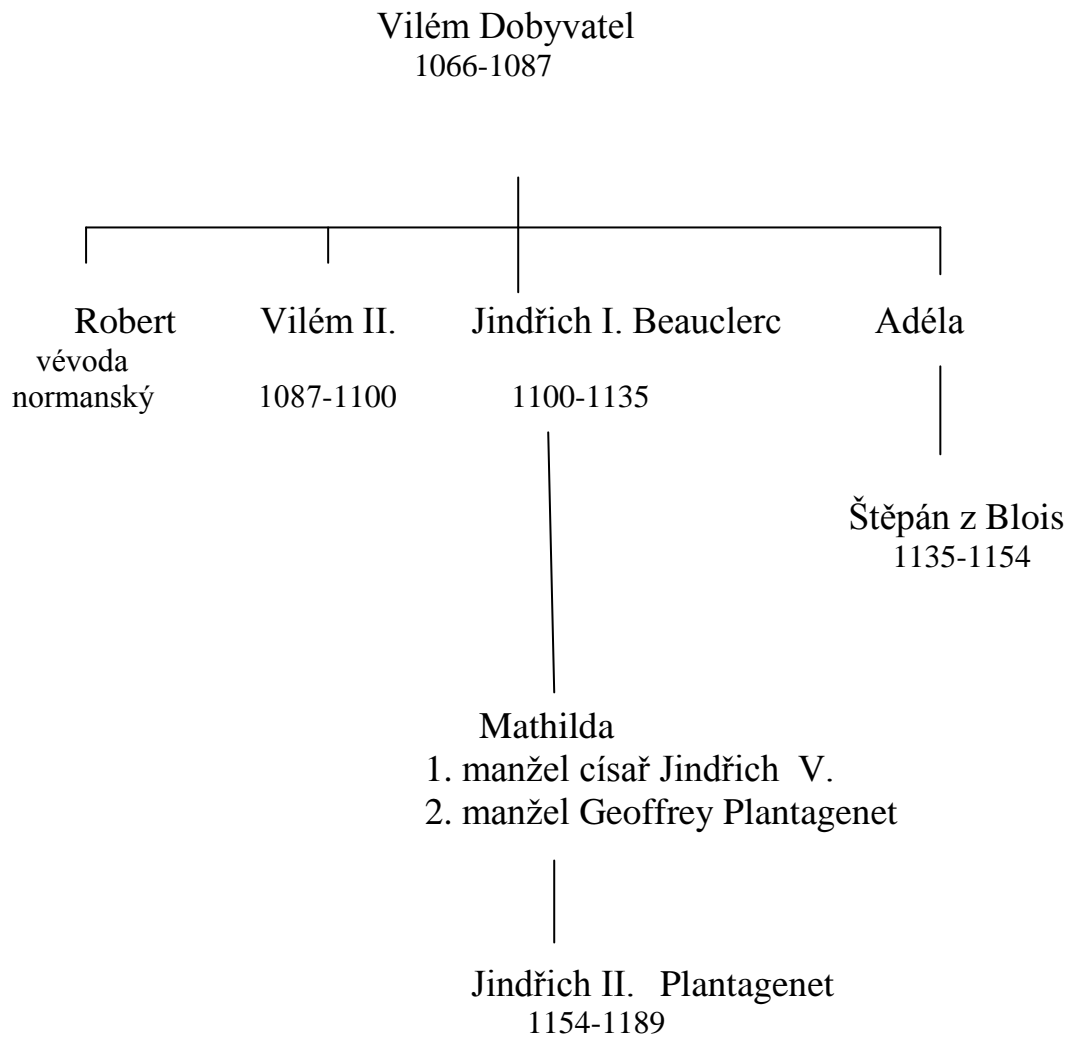 Vilém Dobyvatel
1066-1087
Robert Vilém II. Jindřich I. Beauclerc Adéla
vévoda
normanský 1087-1100 1100-1135
Štěpán z Blois
1135-1154
Mathilda
1. manžel císař Jindřich V.
2. manžel Geoffrey Plantagenet
Jindřich II. Plantagenet
1154-1189